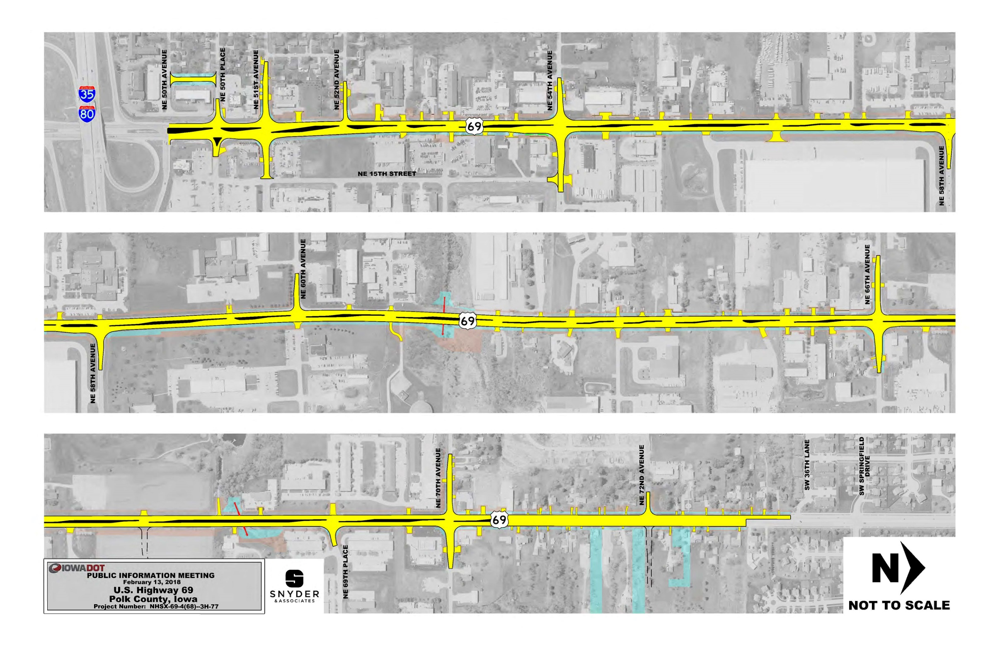 NE 50TH AVENUE
NE 50TH PLACE
NE 51ST AVENUE
NE 52ND AVENUE
NE 54TH AVENUE
INTERSTATE
35
INTERSTATE
80
69
NE 15TH STREET
NE 58TH AVENUE
NE 60TH AVENUE
NE 66TH AVENUE
69
NE 58TH AVENUE
NE 70TH AVENUE
NE 72ND AVENUE
SW 36TH LANE
SW SPRINGFIELD
DRIVE
69
NE 69TH PLACE
IOWADOT
PUBLIC INFORMATION MEETING
February 13, 2018
U.S. Highway 69
Polk County, Iowa
Project Number: NHSX-69-4(68)--3H-77
S
SNYDER
& ASSOCIATES
N
NOT TO SCALE